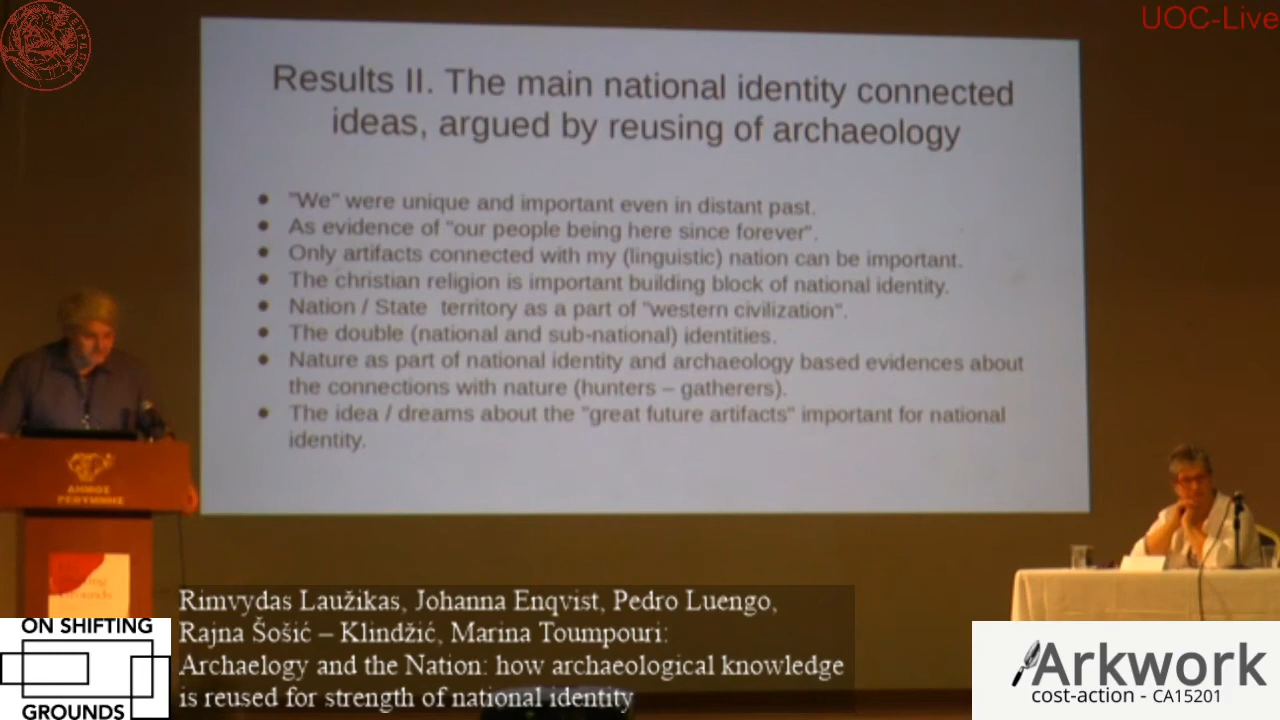 UOC-Live
Results II. The main national identity connected
ideas, argued by reusing of archaeology
"We" were unique and important even in distant past.
As evidence of "our people being here since forever".
Only artifacts connected with my (linguistic) nation can be important.
The christian religion is important building block of national identity.
Nation / State territory as a part of "western civilization".
The double (national and sub-national) identities.
Nature as part of national identity and archaeology based evidences about
the connections with nature (hunters – gatherers).
The idea / dreams about the "great future artifacts" important for national
identity.
ΔΗΜΟΣ
ΡΕΘΥΜΝΗΣ
Rimvydas Laužikas, Johanna Enqvist, Pedro Luengo,
Rajna Šošić – Klindžić, Marina Toumpouri:
Archaelogy and the Nation: how archaeological knowledge
is reused for strength of national identity
ON SHIFTING
GROUNDS
Arkwork
cost-action - CA15201